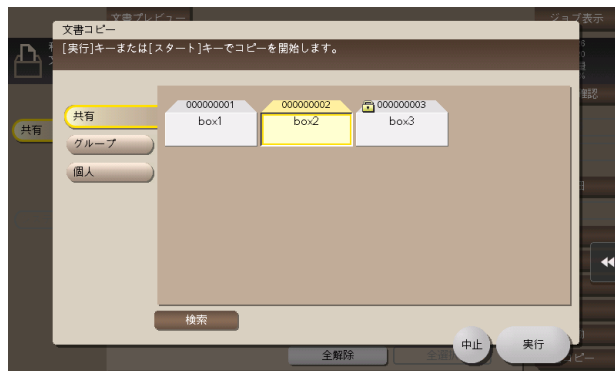 文書プレビュー
ジョブ表示
文書コピー
[実行]キーまたは[スタート]キーでコピーを開始します。
共有
共有
グループ
個人
000000001
box1
000000002
box2
000000003
box3
検索
中止
実行
全解除